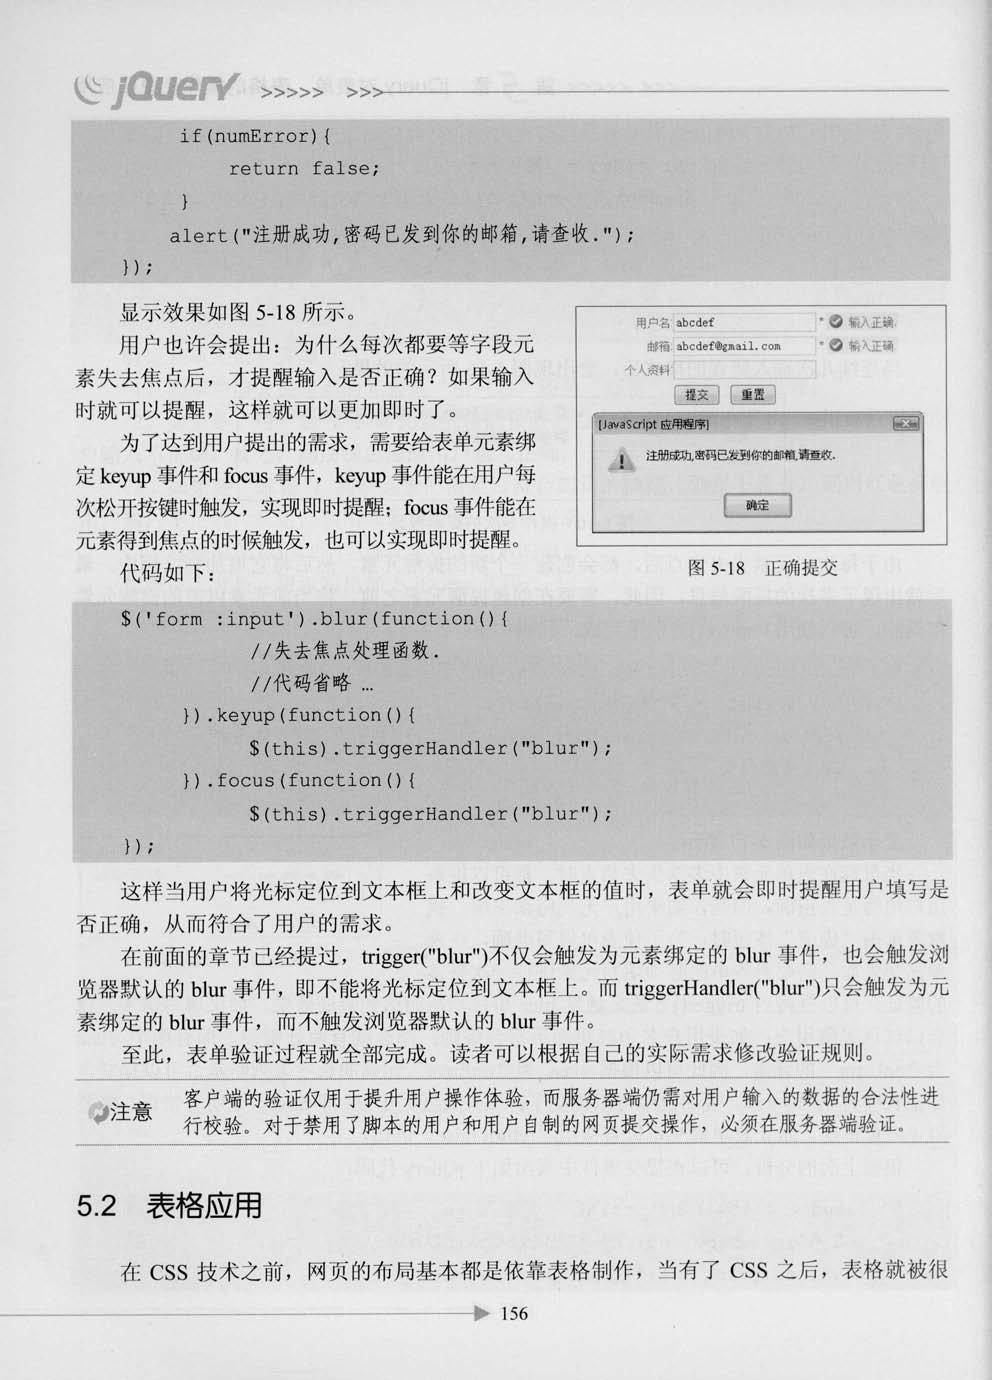 jQuery >>>>> >>>
if(numError){
return false;
}
alert("注册成功,密码已发到你的邮箱,请查收.");
});
显示效果如图 5-18 所示。
用户也许会提出：为什么每次都要等字段元
素失去焦点后，才提醒输入是否正确？如果输入
时就可以提醒，这样就可以更加即时了。
为了达到用户提出的需求，需要给表单元素绑
定 keyup 事件和 focus 事件，keyup 事件能在用户每
次松开按键时触发，实现即时提醒；focus 事件能在
元素得到焦点的时候触发，也可以实现即时提醒。
代码如下：
用户名: abcdef * 输入正确.
邮箱: abcdef@gmail.com * 输入正确.
个人资料:
提交 重置
[JavaScript 应用程序]
注册成功,密码已发到你的邮箱,请查收.
确定
图 5-18 正确提交
$('form :input').blur(function(){
//失去焦点处理函数.
//代码省略 …
}).keyup(function(){
$(this).triggerHandler("blur");
}).focus(function(){
$(this).triggerHandler("blur");
});
这样当用户将光标定位到文本框上和改变文本框的值时，表单就会即时提醒用户填写是
否正确，从而符合了用户的需求。
在前面的章节已经提过，trigger("blur")不仅会触发为元素绑定的 blur 事件，也会触发浏
览器默认的 blur 事件，即不能将光标定位到文本框上。而 triggerHandler("blur")只会触发为元
素绑定的 blur 事件，而不触发浏览器默认的 blur 事件。
至此，表单验证过程就全部完成。读者可以根据自己的实际需求修改验证规则。
注意
客户端的验证仅用于提升用户操作体验，而服务器端仍需对用户输入的数据的合法性进
行校验。对于禁用了脚本的用户和用户自制的网页提交操作，必须在服务器端验证。
5.2 表格应用
在 CSS 技术之前，网页的布局基本都是依靠表格制作，当有了 CSS 之后，表格就被很
156